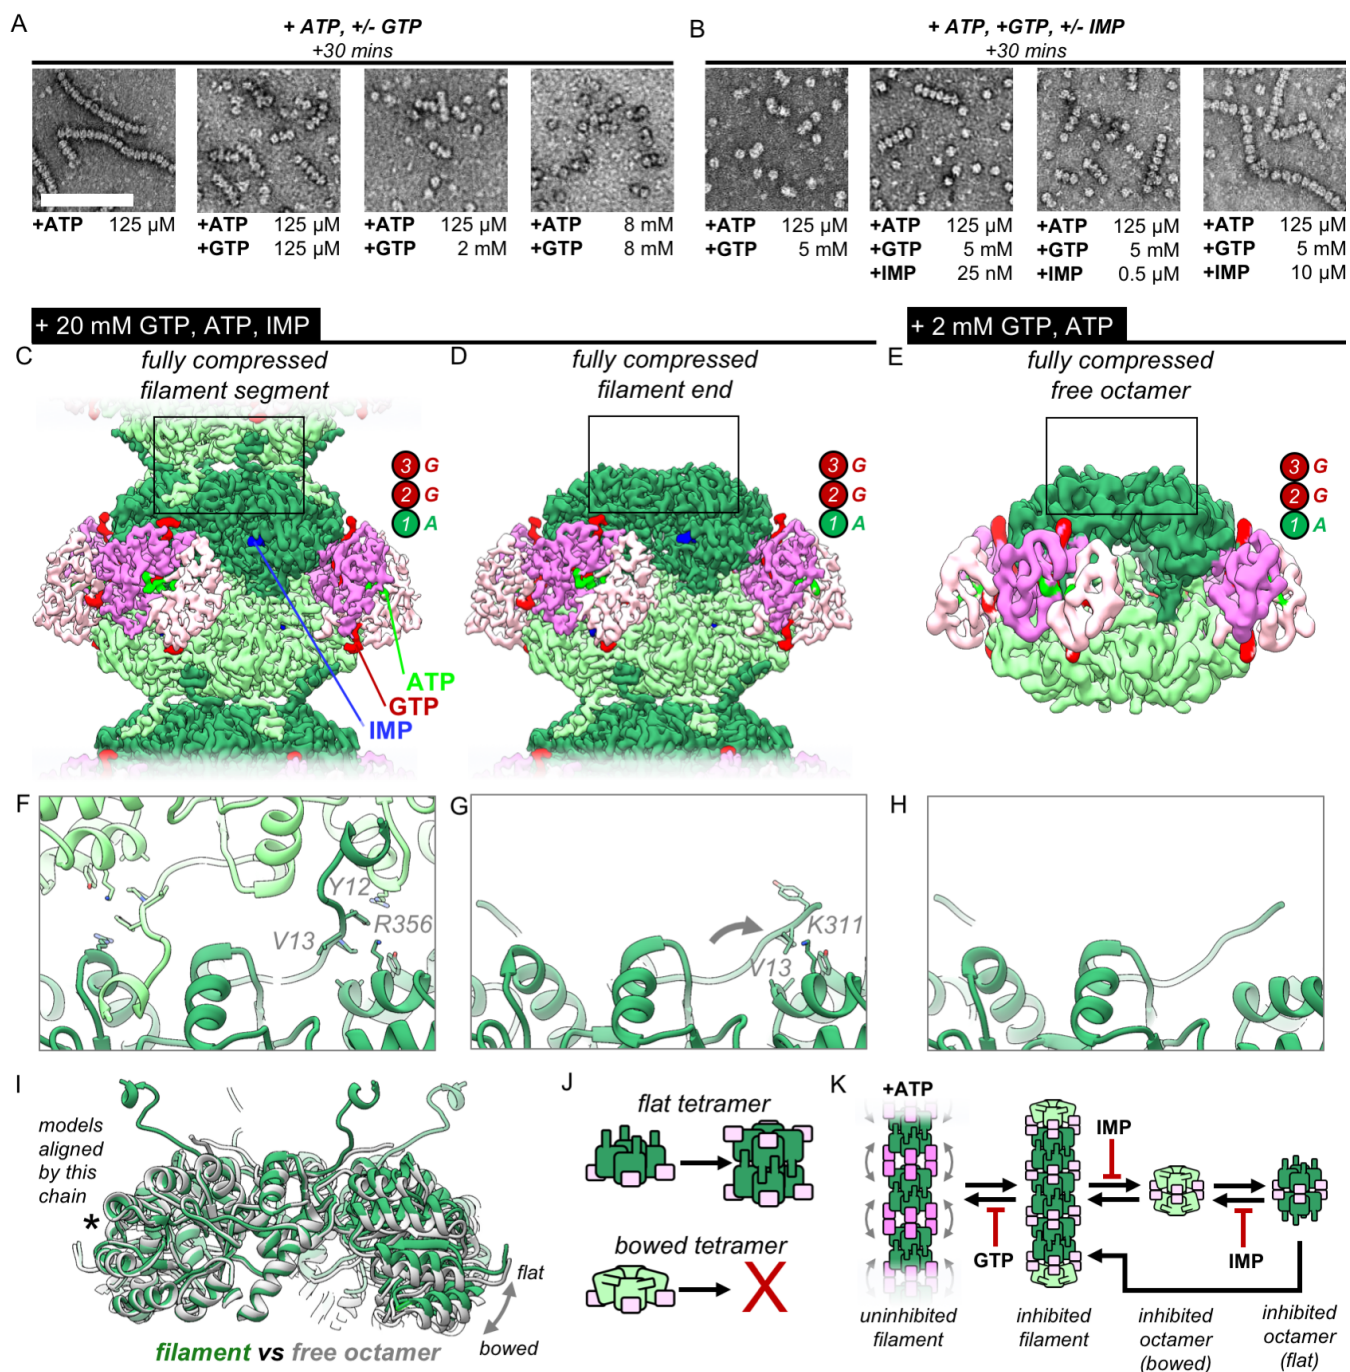 A
+ ATP, +/- GTP
+30 mins
+ATP 125 µM
+ATP 125 µM
+GTP 125 µM
+ATP 125 µM
+GTP 2 mM
+ATP 8 mM
+GTP 8 mM
B
+ ATP, +GTP, +/- IMP
+30 mins
+ATP 125 µM
+GTP 5 mM
+ATP 125 µM
+GTP 5 mM
+IMP 25 nM
+ATP 125 µM
+GTP 5 mM
+IMP 0.5 µM
+ATP 125 µM
+GTP 5 mM
+IMP 10 µM
+ 20 mM GTP, ATP, IMP
C
fully compressed
filament segment
3 G
2 G
1 A
ATP
GTP
IMP
D
fully compressed
filament end
3 G
2 G
1 A
+ 2 mM GTP, ATP
E
fully compressed
free octamer
3 G
2 G
1 A
F
Y12
R356
V13
G
K311
V13
H
I
models
aligned
by this
chain
*
flat
bowed
filament vs free octamer
J
flat tetramer
bowed tetramer
X
K
+ATP
IMP
GTP
IMP
uninhibited
filament
inhibited
filament
inhibited
octamer
(bowed)
inhibited
octamer
(flat)